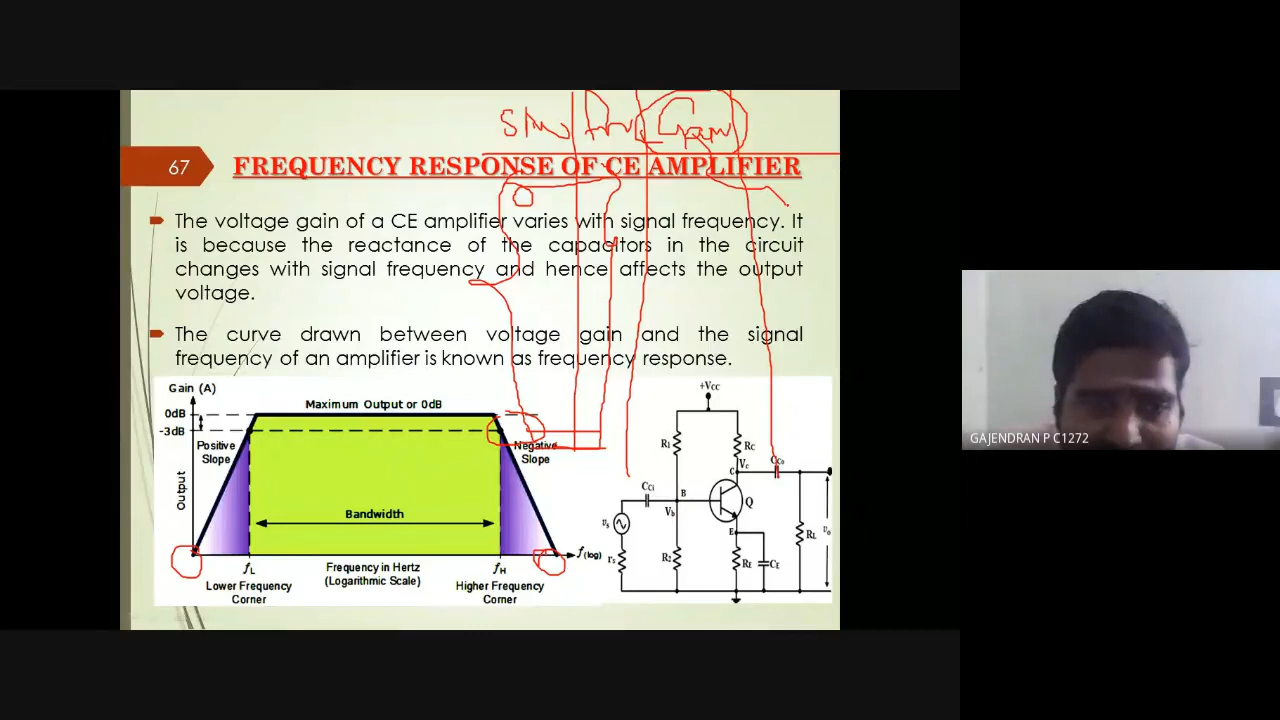 67
FREQUENCY RESPONSE OF CE AMPLIFIER
The voltage gain of a CE amplifier varies with signal frequency. It
is because the reactance of the capacitors in the circuit
changes with signal frequency and hence affects the output
voltage.
The curve drawn between voltage gain and the signal
frequency of an amplifier is known as frequency response.
Gain (A)
0dB
-3dB
Maximum Output or 0dB
Positive
Slope
Negative
Slope
Output
Bandwidth
fL
fH
f(log)
Frequency in Hertz
(Logarithmic Scale)
Lower Frequency
Corner
Higher Frequency
Corner
+VCC
R1
RC
VC
C
CCo
CCi
B
Vb
Q
vs
E
RL
vo
rs
R2
RE
CE
GAJENDRAN P C1272